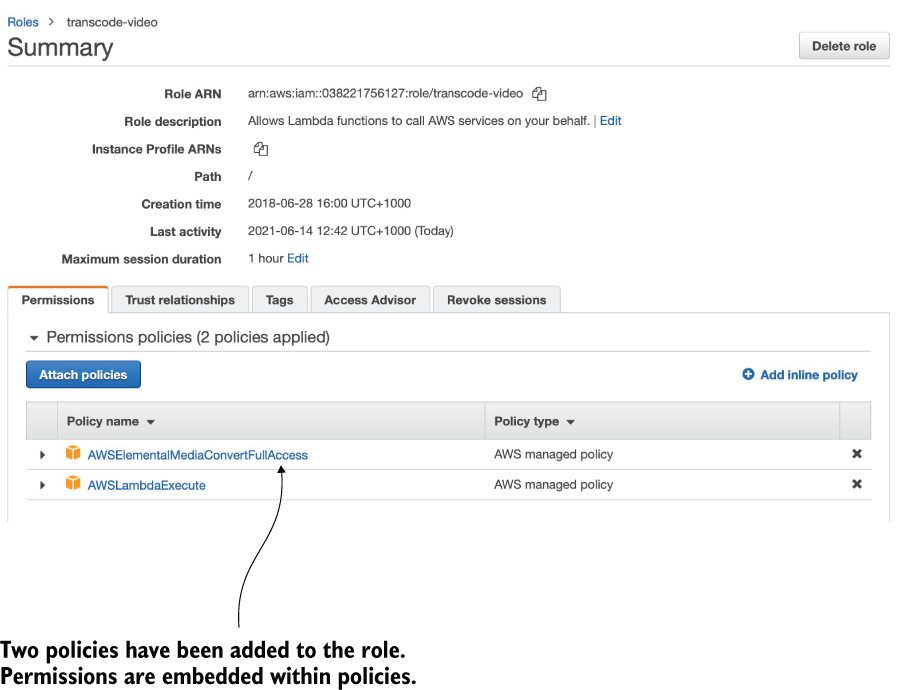 Roles > transcode-video
Summary
Delete role
Role ARN arn:aws:iam::038221756127:role/transcode-video
Role description Allows Lambda functions to call AWS services on your behalf. | Edit
Instance Profile ARNs
Path /
Creation time 2018-06-28 16:00 UTC+1000
Last activity 2021-06-14 12:42 UTC+1000 (Today)
Maximum session duration 1 hour Edit
Permissions Trust relationships Tags Access Advisor Revoke sessions
Permissions policies (2 policies applied)
Attach policies Add inline policy
Policy name Policy type
AWSElementalMediaConvertFullAccess AWS managed policy
AWSLambdaExecute AWS managed policy
Two policies have been added to the role.
Permissions are embedded within policies.